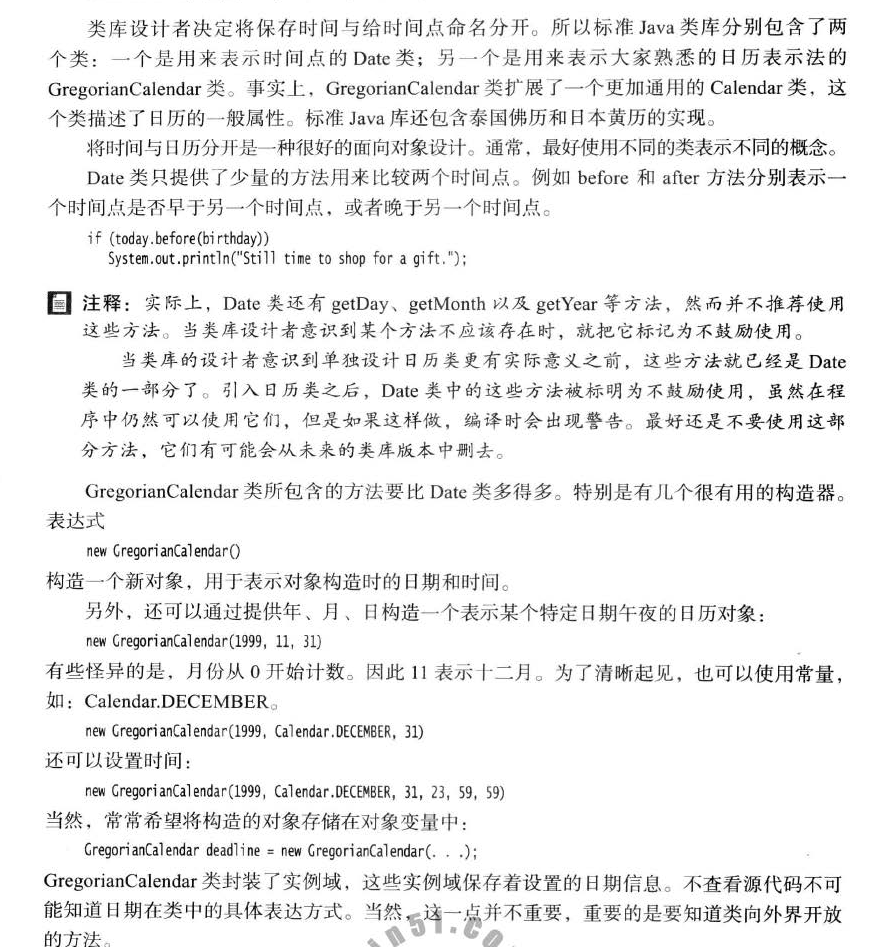 类库设计者决定将保存时间与给时间点命名分开。所以标准 Java 类库分别包含了两
个类：一个是用来表示时间点的 Date 类；另一个是用来表示大家熟悉的日历表示法的
GregorianCalendar 类。事实上，GregorianCalendar 类扩展了一个更加通用的 Calendar 类，这
个类描述了日历的一般属性。标准 Java 库还包含泰国佛历和日本黄历的实现。
将时间与日历分开是一种很好的面向对象设计。通常，最好使用不同的类表示不同的概念。
Date 类只提供了少量的方法用来比较两个时间点。例如 before 和 after 方法分别表示一
个时间点是否早于另一个时间点，或者晚于另一个时间点。
if (today.before(birthday))
System.out.println("Still time to shop for a gift.");
注释：实际上，Date 类还有 getDay、getMonth 以及 getYear 等方法，然而并不推荐使用
这些方法。当类库设计者意识到某个方法不应该存在时，就把它标记为不鼓励使用。
当类库的设计者意识到单独设计日历类更有实际意义之前，这些方法就已经是 Date
类的一部分了。引入日历类之后，Date 类中的这些方法被标明为不鼓励使用，虽然在程
序中仍然可以使用它们，但是如果这样做，编译时会出现警告。最好还是不要使用这部
分方法，它们有可能会从未来的类库版本中删去。
GregorianCalendar 类所包含的方法要比 Date 类多得多。特别是有几个很有用的构造器。
表达式
new GregorianCalendar()
构造一个新对象，用于表示对象构造时的日期和时间。
另外，还可以通过提供年、月、日构造一个表示某个特定日期午夜的日历对象：
new GregorianCalendar(1999, 11, 31)
有些怪异的是，月份从 0 开始计数。因此 11 表示十二月。为了清晰起见，也可以使用常量，
如：Calendar.DECEMBER。
new GregorianCalendar(1999, Calendar.DECEMBER, 31)
还可以设置时间：
new GregorianCalendar(1999, Calendar.DECEMBER, 31, 23, 59, 59)
当然，常常希望将构造的对象存储在对象变量中：
GregorianCalendar deadline = new GregorianCalendar(. . .);
GregorianCalendar 类封装了实例域，这些实例域保存着设置的日期信息。不查看源代码不可
能知道日期在类中的具体表达方式。当然，这一点并不重要，重要的是要知道类向外界开放
的方法。